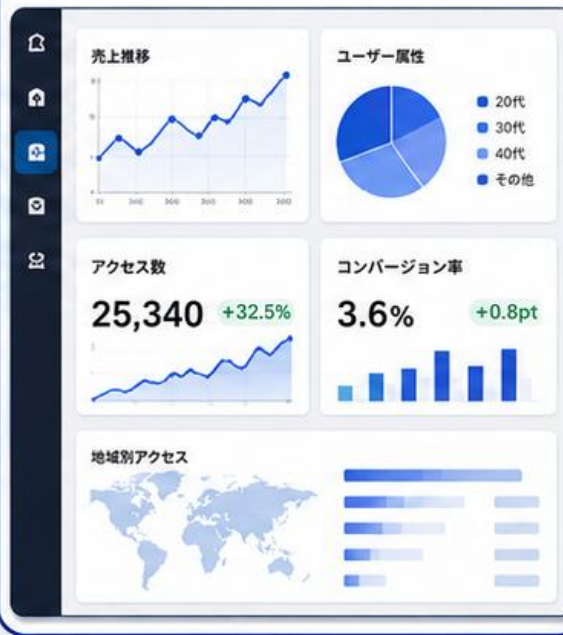 売上推移
ユーザー属性
20代
30代
40代
その他
アクセス数
25,340
+32.5%
コンバージョン率
3.6%
+0.8pt
地域別アクセス